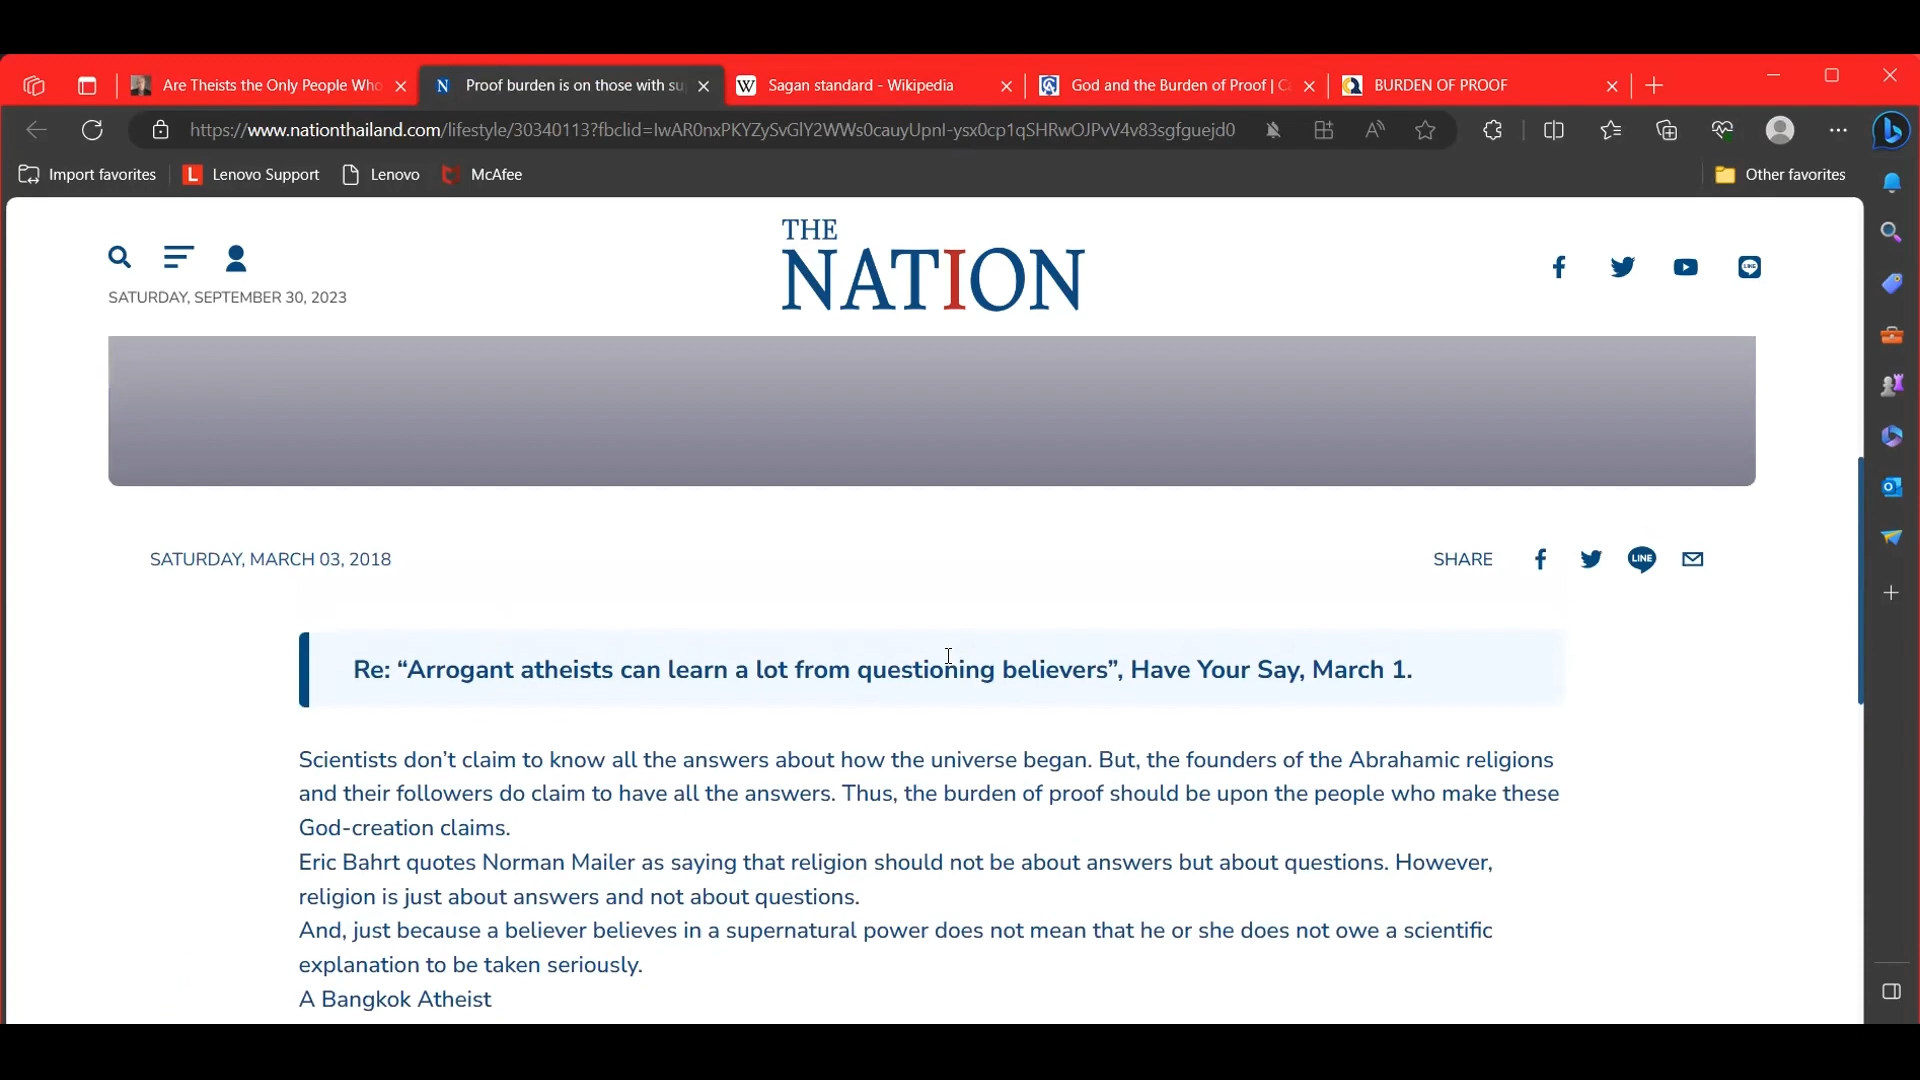 Are Theists the Only People Who
Proof burden is on those with su
Sagan standard - Wikipedia
God and the Burden of Proof | C
BURDEN OF PROOF
https://www.nationthailand.com/lifestyle/30340113?fbclid=IwAR0nxPKYZySvGlY2WWs0cauyUpnI-ysx0cp1qSHRwOJPvV4v83sgfguejd0
Import favorites
Lenovo Support
Lenovo
McAfee
Other favorites
THE
NATION
SATURDAY, SEPTEMBER 30, 2023
SATURDAY, MARCH 03, 2018
SHARE
LINE
Re: “Arrogant atheists can learn a lot from questioning believers”, Have Your Say, March 1.
Scientists don’t claim to know all the answers about how the universe began. But, the founders of the Abrahamic religions
and their followers do claim to have all the answers. Thus, the burden of proof should be upon the people who make these
God-creation claims.
Eric Bahrt quotes Norman Mailer as saying that religion should not be about answers but about questions. However,
religion is just about answers and not about questions.
And, just because a believer believes in a supernatural power does not mean that he or she does not owe a scientific
explanation to be taken seriously.
A Bangkok Atheist